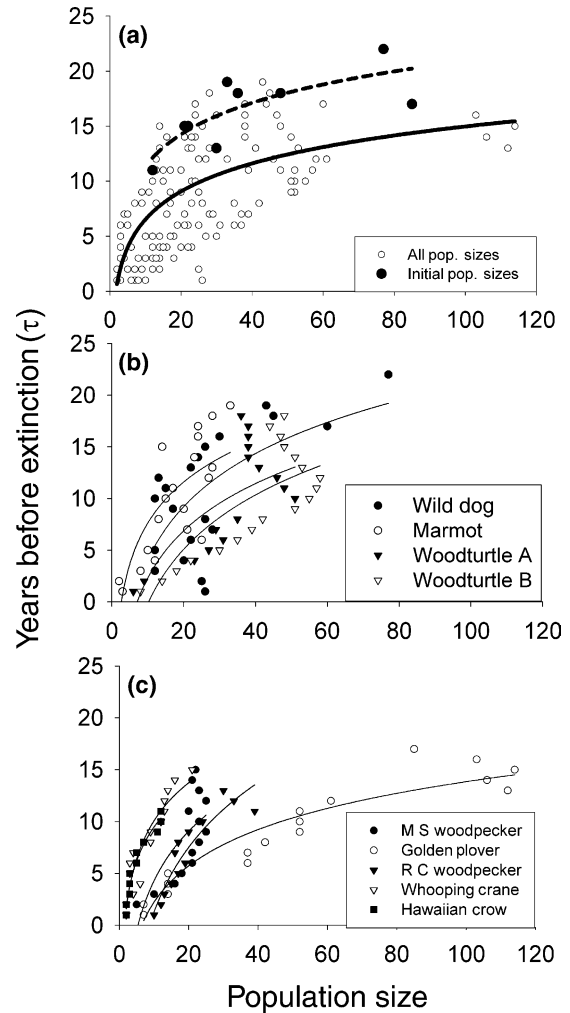 (a)
25
20
15
10
5
0
0 20 40 60 80 100 120
All pop. sizes
Initial pop. sizes
Years before extinction (τ)
(b)
25
20
15
10
5
0
0 20 40 60 80 100 120
Wild dog
Marmot
Woodturtle A
Woodturtle B
(c)
25
20
15
10
5
0
0 20 40 60 80 100 120
M S woodpecker
Golden plover
R C woodpecker
Whooping crane
Hawaiian crow
Population size